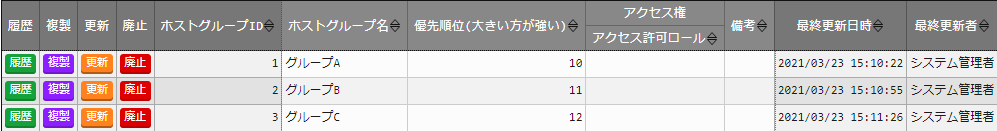 履歴 複製 更新 廃止 ホストグループID ホストグループ名 優先順位(大きい方が強い) アクセス権 備考 最終更新日時 最終更新者
アクセス許可ロール
履歴 複製 更新 廃止 1 グループA 10 2021/03/23 15:10:22 システム管理者
履歴 複製 更新 廃止 2 グループB 11 2021/03/23 15:10:55 システム管理者
履歴 複製 更新 廃止 3 グループC 12 2021/03/23 15:11:26 システム管理者